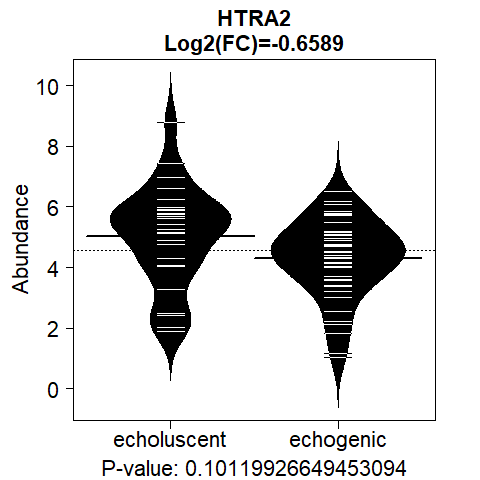 HTRA2
Log2(FC)=-0.6589
Abundance
10
8
6
4
2
0
echoluscent echogenic
P-value: 0.10119926649453094